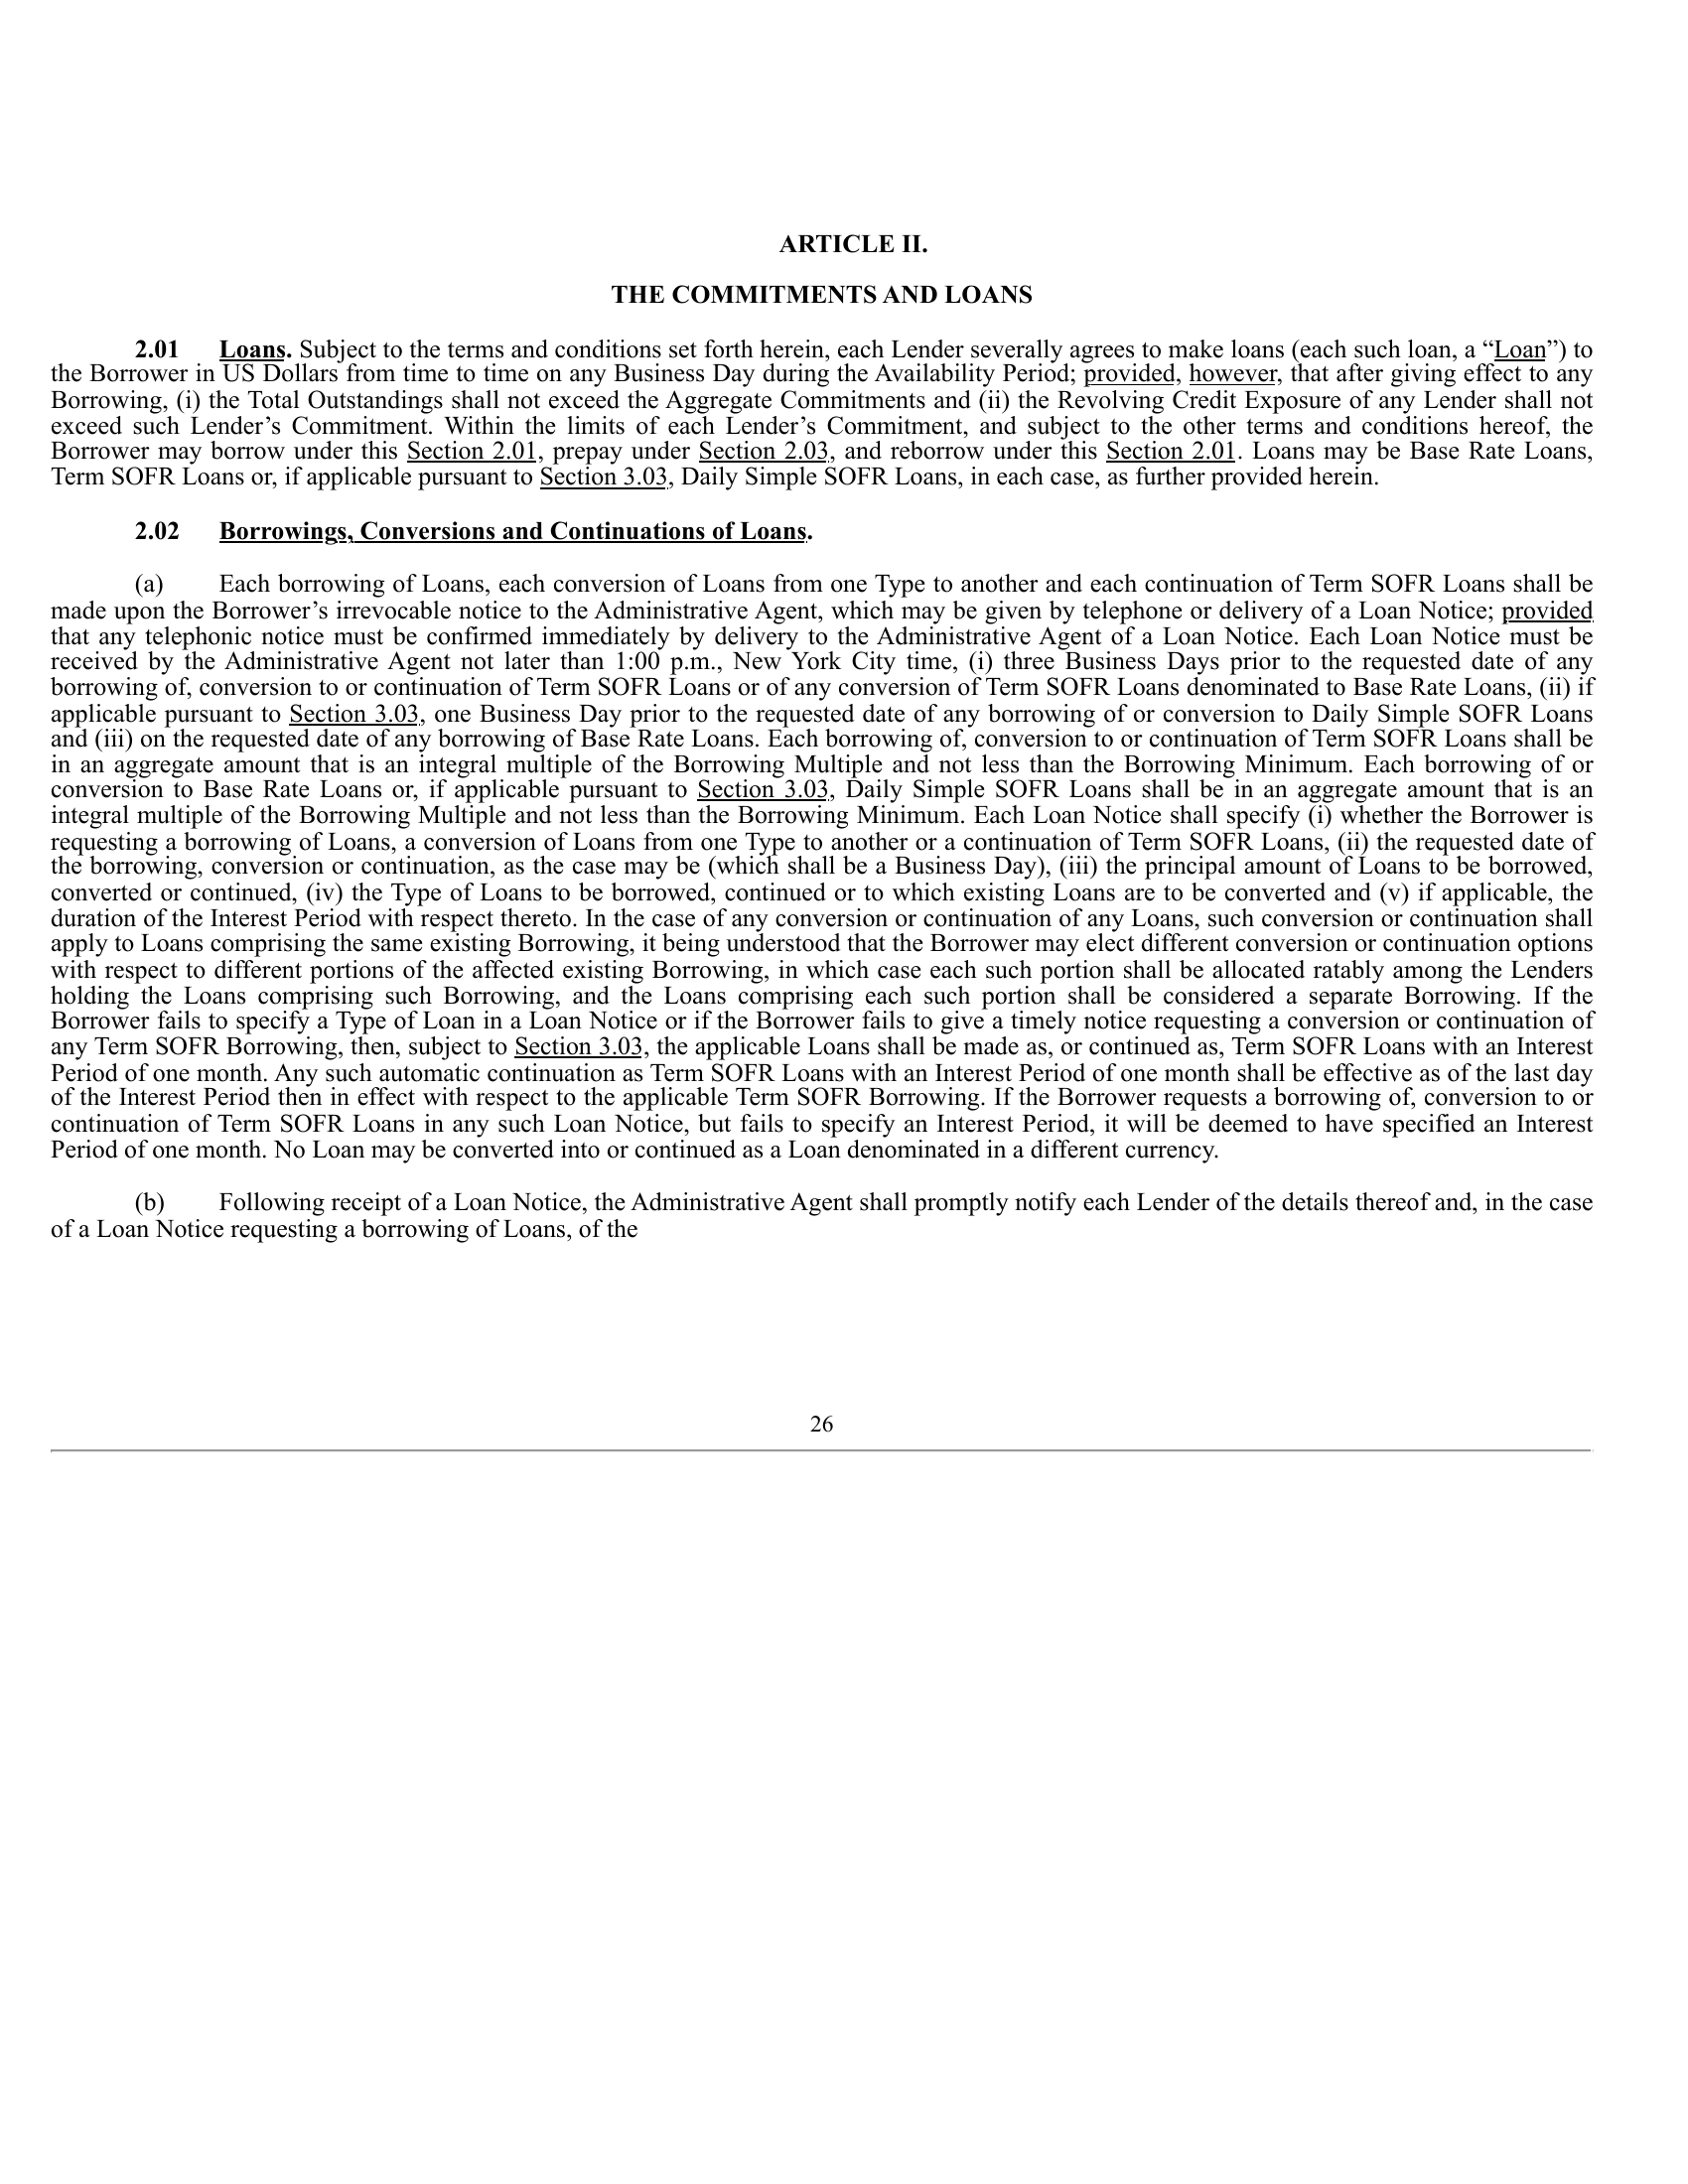 ARTICLE II.
THE COMMITMENTS AND LOANS
2.01 Loans. Subject to the terms and conditions set forth herein, each Lender severally agrees to make loans (each such loan, a “Loan”) to
the Borrower in US Dollars from time to time on any Business Day during the Availability Period; provided, however, that after giving effect to any
Borrowing, (i) the Total Outstandings shall not exceed the Aggregate Commitments and (ii) the Revolving Credit Exposure of any Lender shall not
exceed such Lender’s Commitment. Within the limits of each Lender’s Commitment, and subject to the other terms and conditions hereof, the
Borrower may borrow under this Section 2.01, prepay under Section 2.03, and reborrow under this Section 2.01. Loans may be Base Rate Loans,
Term SOFR Loans or, if applicable pursuant to Section 3.03, Daily Simple SOFR Loans, in each case, as further provided herein.
2.02 Borrowings, Conversions and Continuations of Loans.
(a) Each borrowing of Loans, each conversion of Loans from one Type to another and each continuation of Term SOFR Loans shall be
made upon the Borrower’s irrevocable notice to the Administrative Agent, which may be given by telephone or delivery of a Loan Notice; provided
that any telephonic notice must be confirmed immediately by delivery to the Administrative Agent of a Loan Notice. Each Loan Notice must be
received by the Administrative Agent not later than 1:00 p.m., New York City time, (i) three Business Days prior to the requested date of any
borrowing of, conversion to or continuation of Term SOFR Loans or of any conversion of Term SOFR Loans denominated to Base Rate Loans, (ii) if
applicable pursuant to Section 3.03, one Business Day prior to the requested date of any borrowing of or conversion to Daily Simple SOFR Loans
and (iii) on the requested date of any borrowing of Base Rate Loans. Each borrowing of, conversion to or continuation of Term SOFR Loans shall be
in an aggregate amount that is an integral multiple of the Borrowing Multiple and not less than the Borrowing Minimum. Each borrowing of or
conversion to Base Rate Loans or, if applicable pursuant to Section 3.03, Daily Simple SOFR Loans shall be in an aggregate amount that is an
integral multiple of the Borrowing Multiple and not less than the Borrowing Minimum. Each Loan Notice shall specify (i) whether the Borrower is
requesting a borrowing of Loans, a conversion of Loans from one Type to another or a continuation of Term SOFR Loans, (ii) the requested date of
the borrowing, conversion or continuation, as the case may be (which shall be a Business Day), (iii) the principal amount of Loans to be borrowed,
converted or continued, (iv) the Type of Loans to be borrowed, continued or to which existing Loans are to be converted and (v) if applicable, the
duration of the Interest Period with respect thereto. In the case of any conversion or continuation of any Loans, such conversion or continuation shall
apply to Loans comprising the same existing Borrowing, it being understood that the Borrower may elect different conversion or continuation options
with respect to different portions of the affected existing Borrowing, in which case each such portion shall be allocated ratably among the Lenders
holding the Loans comprising such Borrowing, and the Loans comprising each such portion shall be considered a separate Borrowing. If the
Borrower fails to specify a Type of Loan in a Loan Notice or if the Borrower fails to give a timely notice requesting a conversion or continuation of
any Term SOFR Borrowing, then, subject to Section 3.03, the applicable Loans shall be made as, or continued as, Term SOFR Loans with an Interest
Period of one month. Any such automatic continuation as Term SOFR Loans with an Interest Period of one month shall be effective as of the last day
of the Interest Period then in effect with respect to the applicable Term SOFR Borrowing. If the Borrower requests a borrowing of, conversion to or
continuation of Term SOFR Loans in any such Loan Notice, but fails to specify an Interest Period, it will be deemed to have specified an Interest
Period of one month. No Loan may be converted into or continued as a Loan denominated in a different currency.
(b) Following receipt of a Loan Notice, the Administrative Agent shall promptly notify each Lender of the details thereof and, in the case
of a Loan Notice requesting a borrowing of Loans, of the
26